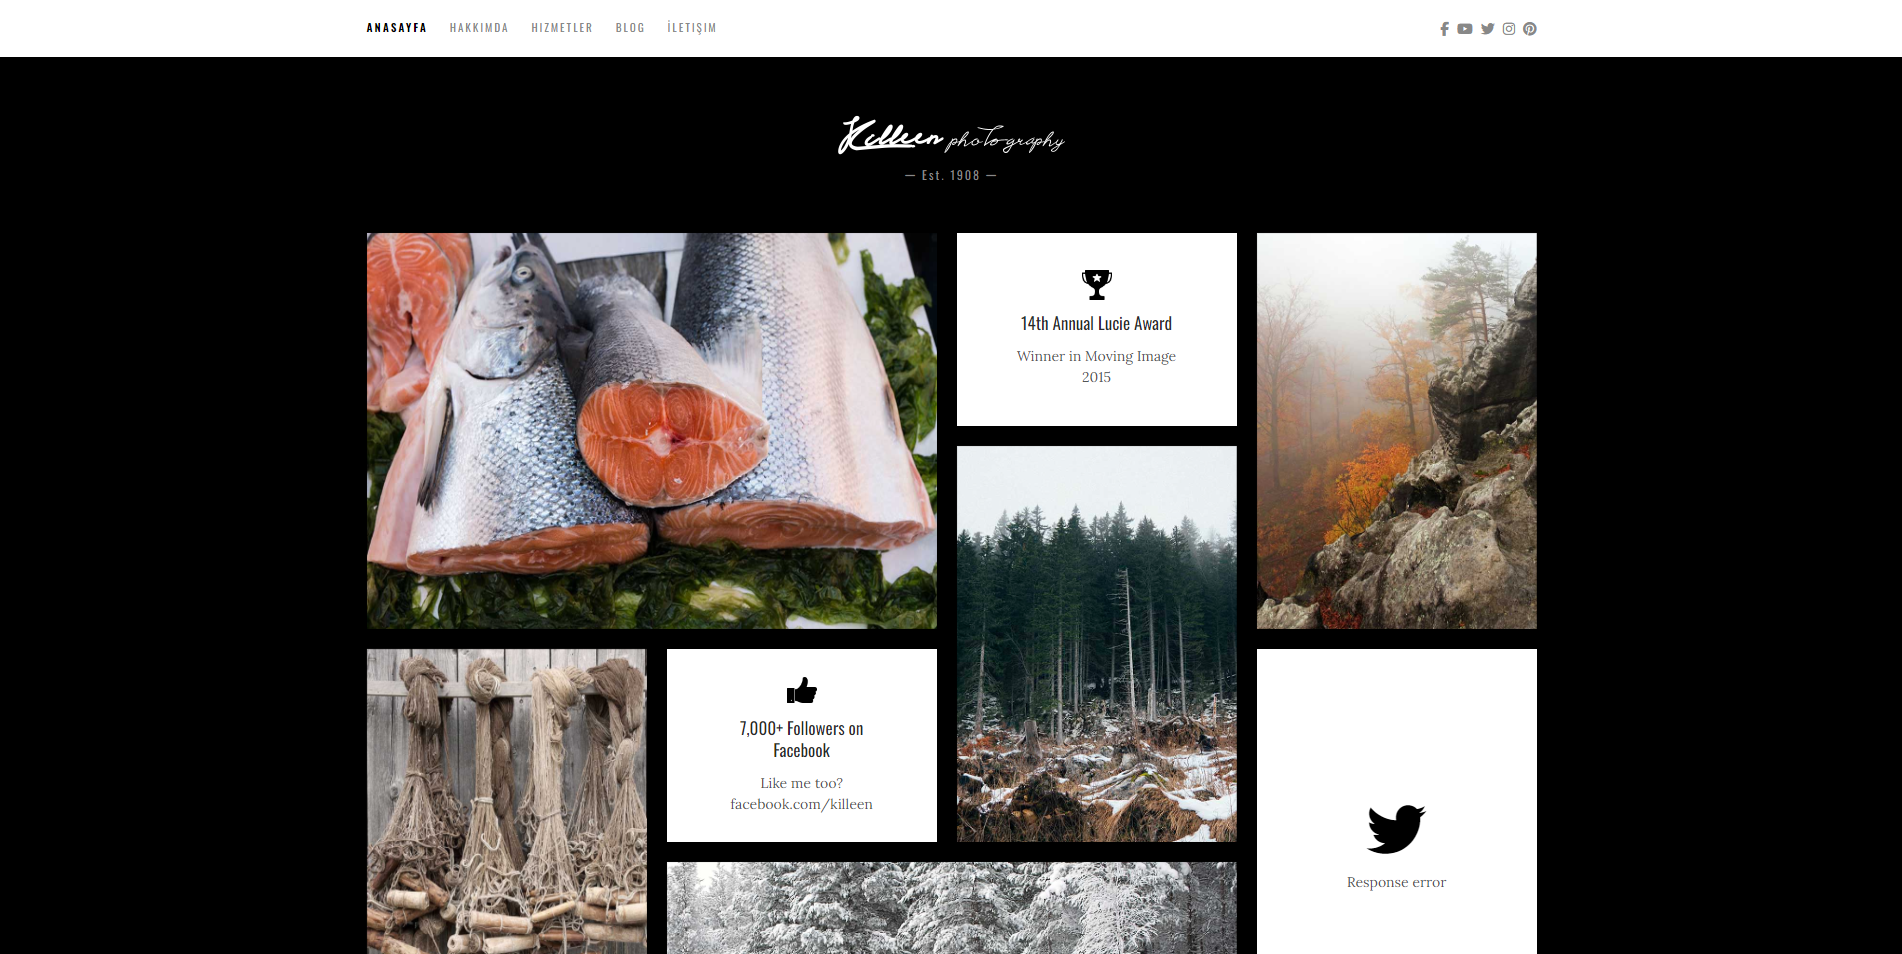 ANASAYFA HAKKIMDA HIZMETLER BLOG İLETIŞIM
Killeen photography
— Est. 1908 —
14th Annual Lucie Award
Winner in Moving Image
2015
7,000+ Followers on
Facebook
Like me too?
facebook.com/killeen
Response error